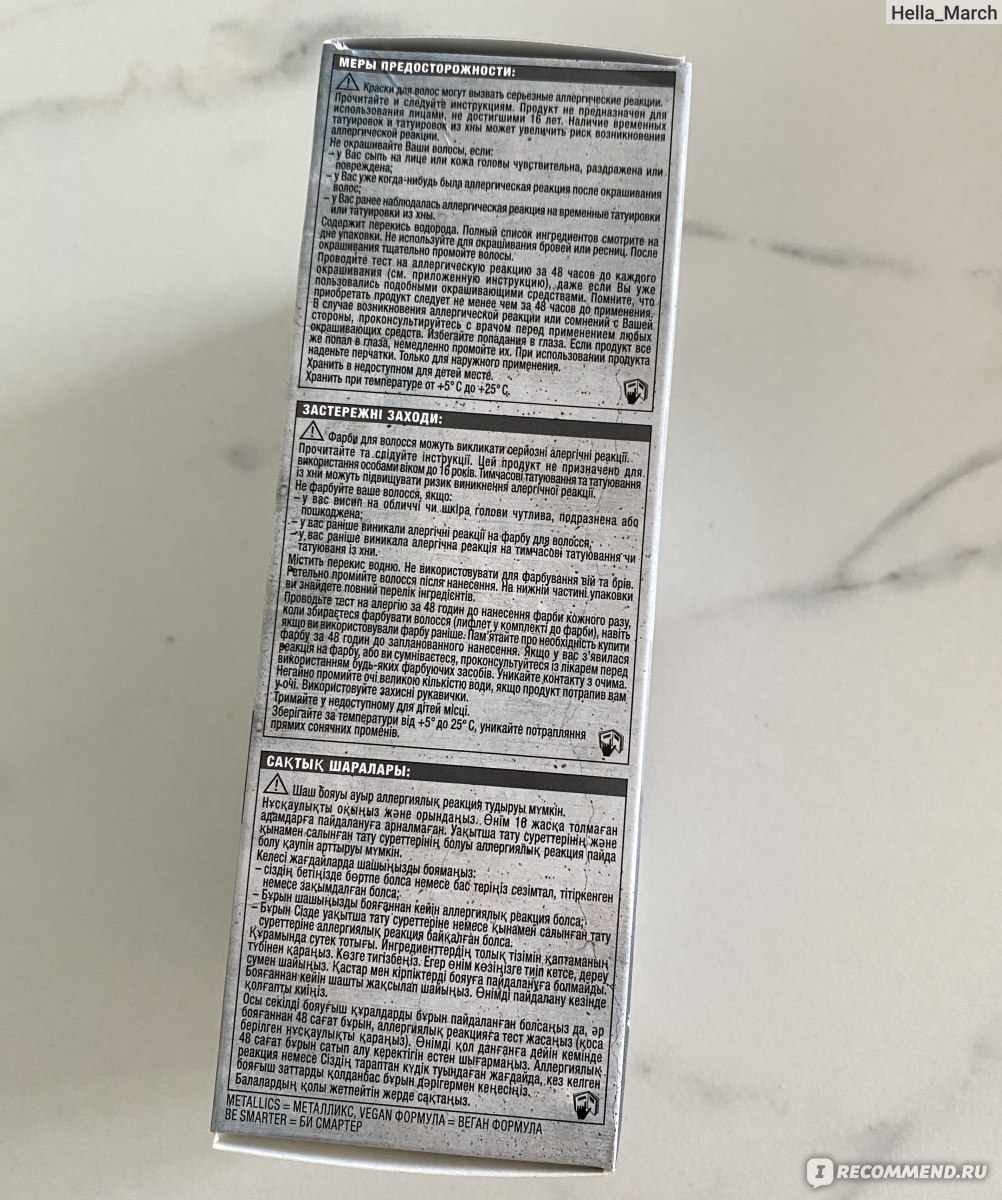 Hella_March
МЕРЫ ПРЕДОСТОРОЖНОСТИ:
Краски для волос могут вызвать серьезные аллергические реакции.
Прочитайте и следуйте инструкциям. Продукт не предназначен для
использования лицами, не достигшими 16 лет. Наличие временных
татуировок и татуировок из хны может увеличить риск возникновения
аллергической реакции.
Не окрашивайте Ваши волосы, если:
– у Вас сыпь на лице или кожа головы чувствительна, раздражена или
повреждена;
– у Вас уже когда-нибудь была аллергическая реакция после окрашивания
волос;
– у Вас ранее наблюдалась аллергическая реакция на временные татуировки
или татуировки из хны.
Содержит перекись водорода. Полный список ингредиентов смотрите на
дне упаковки. Не используйте для окрашивания бровей или ресниц. После
окрашивания тщательно промойте волосы.
Проводите тест на аллергическую реакцию за 48 часов до каждого
окрашивания (см. приложенную инструкцию), даже если Вы уже
пользовались подобными окрашивающими средствами. Помните, что
приобретать продукт следует не менее чем за 48 часов до применения.
В случае возникновения аллергической реакции или сомнений с Вашей
стороны, проконсультируйтесь с врачом перед применением любых
окрашивающих средств. Избегайте попадания в глаза. Если продукт все
же попал в глаза, немедленно промойте их. При использовании продукта
наденьте перчатки. Только для наружного применения.
Хранить в недоступном для детей месте.
Хранить при температуре от +5° С до +25° С.
ЗАСТЕРЕЖНІ ЗАХОДИ:
Фарби для волосся можуть викликати серйозні алергічні реакції.
Прочитайте та слідуйте інструкції. Цей продукт не призначено для
використання особами віком до 16 років. Тимчасові татуювання та татуювання
із хни можуть підвищувати ризик виникнення алергічної реакції.
Не фарбуйте ваше волосся, якщо:
– у вас висип на обличчі чи шкіра голови чутлива, подразнена або
пошкоджена;
– у вас раніше виникали алергічні реакції на фарбу для волосся;
– у вас раніше виникала алергічна реакція на тимчасові татуювання чи
татуюваня із хни.
Містить перекис водню. Не використовувати для фарбування вій та брів.
Ретельно промийте волосся після нанесення. На нижній частині упаковки
ви знайдете повний перелік інгредієнтів.
Проводьте тест на алергію за 48 годин до нанесення фарби кожного разу,
коли збираєтеся фарбувати волосся (лифлет у комплекті до фарби), навіть
якщо ви використовували фарбу раніше. Пам'ятайте про необхідність купити
фарбу за 48 годин до запланованного нанесення. Якщо у вас з'явилася
реакція на фарбу, або ви сумніваєтеся, проконсультуйтеся із лікарем перед
використанням будь-яких фарбуючих засобів. Уникайте контакту з очима.
Негайно промийте очі великою кількістю води, якщо продукт потрапив вам
у очі. Використовуйте захисні рукавички.
Тримайте у недоступному для дітей місці.
Зберігайте за температури від +5° до 25° С, уникайте потрапляння
прямих сонячних променів.
САҚТЫҚ ШАРАЛАРЫ:
Шаш бояуы ауыр аллергиялық реакция тудыруы мүмкін.
Нұсқаулықты оқыңыз және орындаңыз. Өнім 16 жасқа толмаған
адамдарға пайдалануға арналмаған. Уақытша тату суреттерінің және
қынамен салынған тату суреттерінің болуы аллергиялық реакция пайда
болу қаупін арттыруы мүмкін.
Келесі жағдайларда шашыңызды боямаңыз:
– сіздің бетіңізде бөртпе болса немесе бас теріңіз сезімтал, тітіркенген
немесе зақымдалған болса;
– Бұрын шашыңызды бояғаннан кейін аллергиялық реакция болса;
– Бұрын Сізде уақытша тату суреттеріне немесе қынамен салынған тату
суреттеріне аллергиялық реакция байқалған болса.
Құрамында сутек тотығы. Ингредиенттердің толық тізімін қаптаманың
түбінен қараңыз. Көзге тигізбеңіз. Егер өнім көзіңізге тиіп кетсе, дереу
сумен шайыңыз. Қастар мен кірпіктерді бояуға пайдалануға болмайды.
Бояғаннан кейін шашты жақсылап шайыңыз. Өнімді пайдалану кезінде
қолғапты киіңіз.
Осы секілді бояуғыш құралдарды бұрын пайдаланған болсаңыз да, әр
бояғаннан 48 сағат бұрын, аллергиялық реакцияға тест жасаңыз (қоса
берілген нұсқаулықты қараңыз). Өнімді қол данғанға дейін кемінде
48 сағат бұрын сатып алу керектігін естен шығармаңыз. Аллергиялық
реакция немесе Сіздің тараптан күдік туындаған жағдайда, кез келген
бояғыш заттарды қолданбас бұрын дәрігермен кеңесіңіз.
Балалардың қолы жетпейтін жерде сақтаңыз.
METALLICS = МЕТАЛЛИКС, VEGAN ФОРМУЛА = ВЕГАН ФОРМУЛА
BE SMARTER = БИ СМАРТЕР
I RECOMMEND.RU